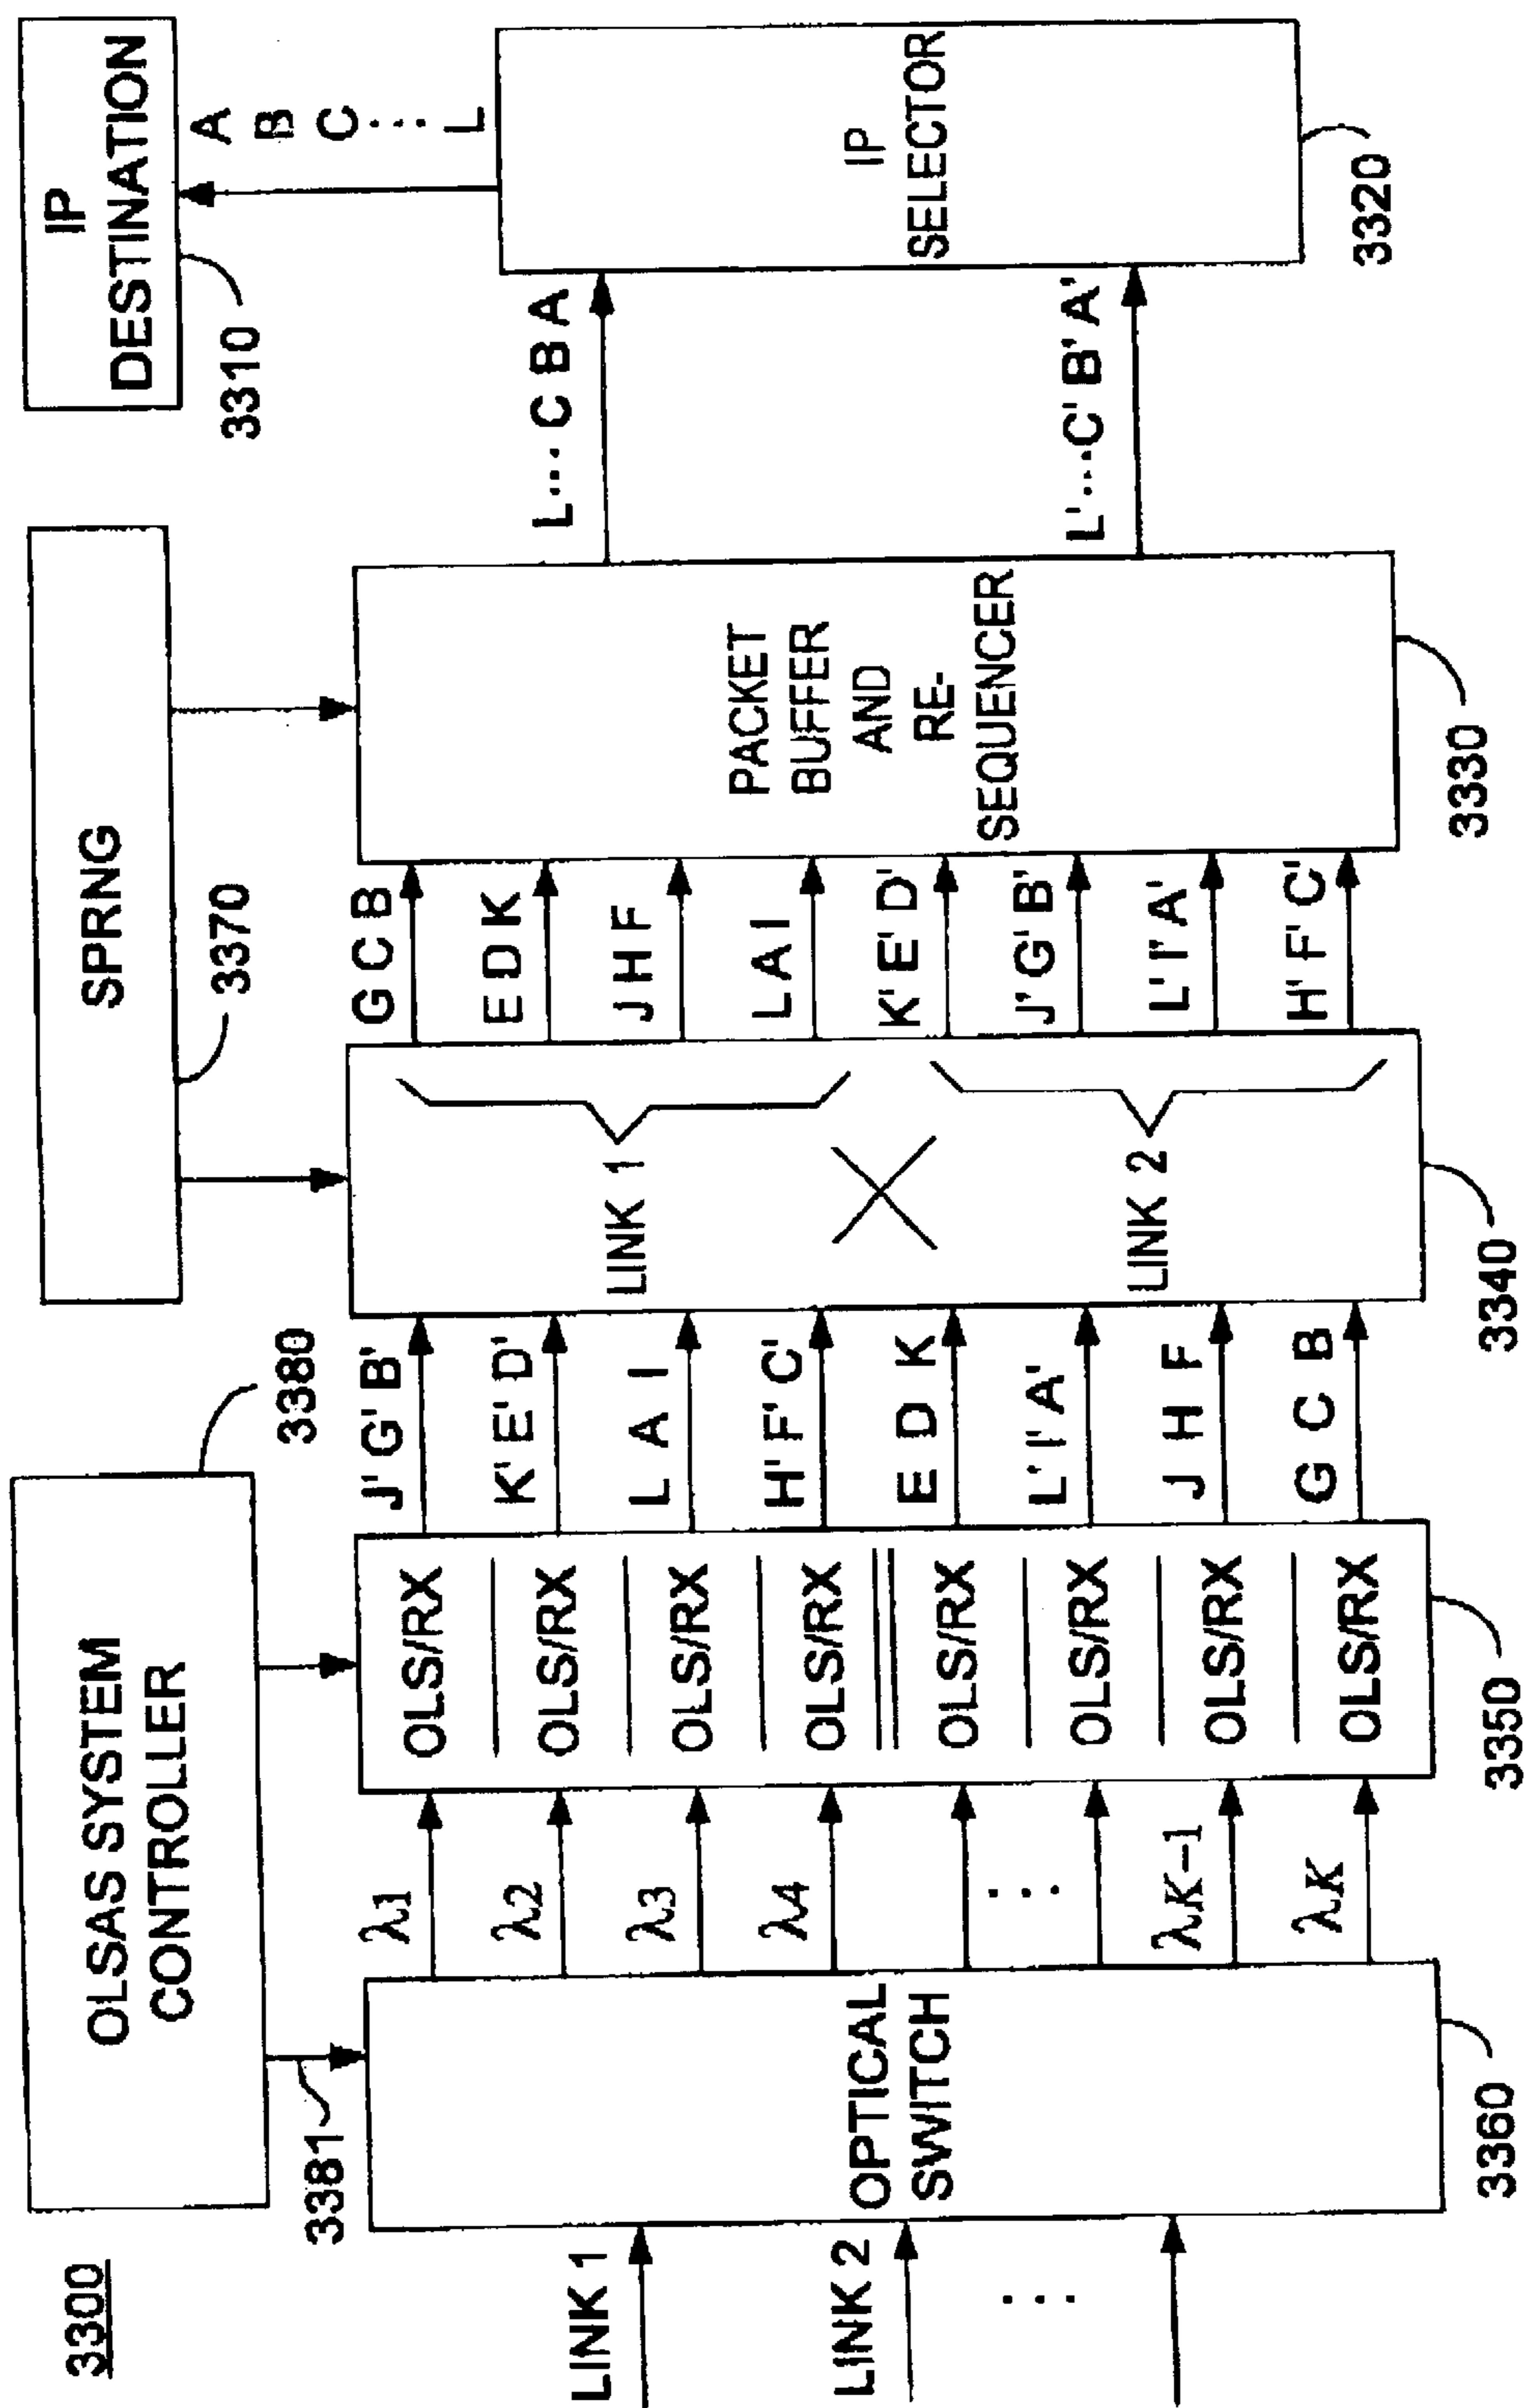 3300
OLSAS SYSTEM
CONTROLLER
3380
3381
SPRNG
3370
IP
DESTINATION
3310
A B C ... L
LINK 1
LINK 2
...
OPTICAL
SWITCH
3360
λ1
λ2
λ3
λ4
...
λK-1
λK
OLS/RX
OLS/RX
OLS/RX
OLS/RX
OLS/RX
OLS/RX
OLS/RX
OLS/RX
3350
J' G' B'
K' E' D'
L A I
H' F' C'
E D K
L' I' A'
J H F
G C B
LINK 1
LINK 2
3340
G C B
E D K
J H F
L A I
K' E' D'
J' G' B'
L' I' A'
H' F' C'
PACKET
BUFFER
AND
RE-
SEQUENCER
3330
L... C B A
L'....C' B' A'
IP
SELECTOR
3320